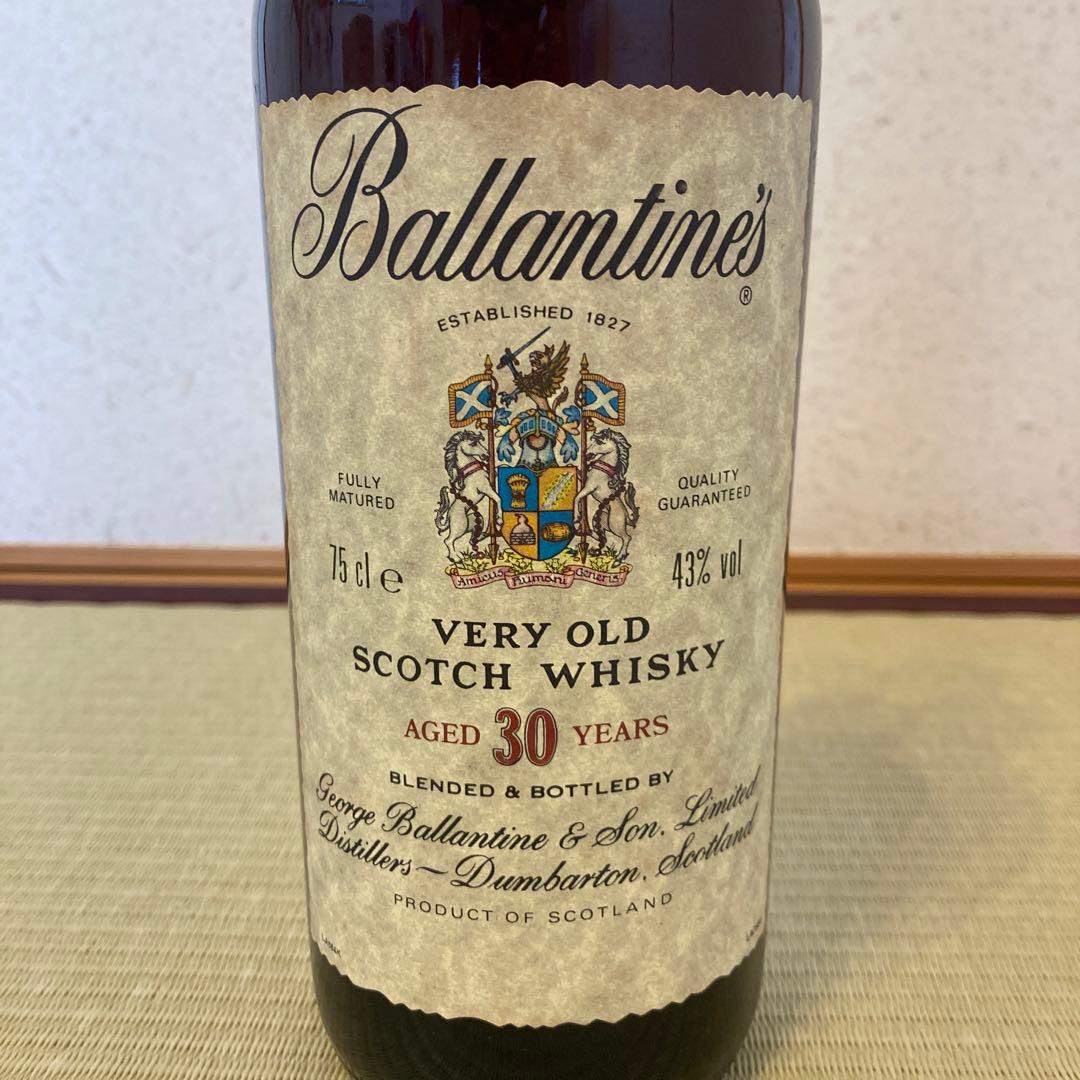 Ballantine's
®
ESTABLISHED 1827
FULLY
MATURED
QUALITY
GUARANTEED
75 cl e
43% vol
Amicus Humani Generis
VERY OLD
SCOTCH WHISKY
AGED 30 YEARS
BLENDED & BOTTLED BY
George Ballantine & Son. Limited
Distillers — Dumbarton. Scotland
PRODUCT OF SCOTLAND